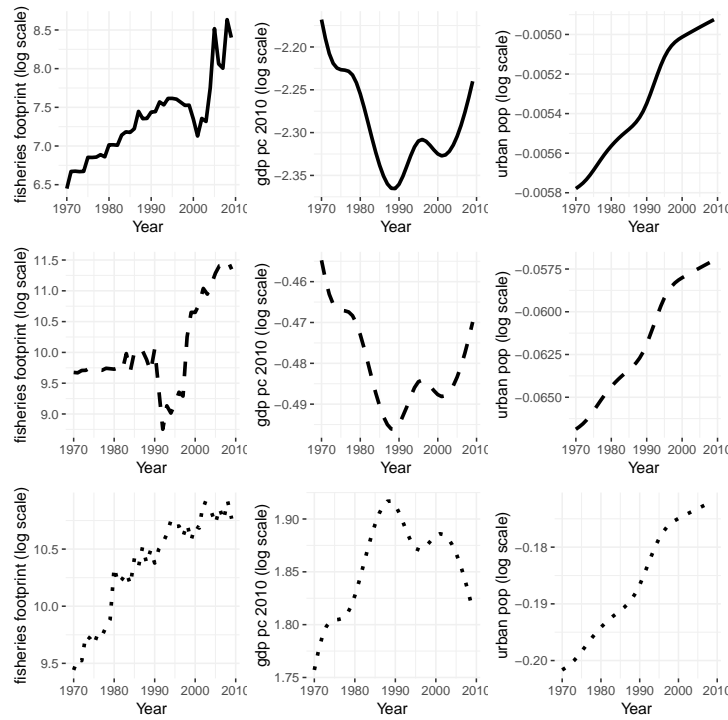 fisheries footprint (log scale)
8.5
8.0
7.5
7.0
6.5
1970 1980 1990 2000 2010
Year
gdp pc 2010 (log scale)
−2.20
−2.25
−2.30
−2.35
1970 1980 1990 2000 2010
Year
urban pop (log scale)
−0.0050
−0.0052
−0.0054
−0.0056
−0.0058
1970 1980 1990 2000 2010
Year
fisheries footprint (log scale)
11.5
11.0
10.5
10.0
9.5
9.0
1970 1980 1990 2000 2010
Year
gdp pc 2010 (log scale)
−0.46
−0.47
−0.48
−0.49
1970 1980 1990 2000 2010
Year
urban pop (log scale)
−0.0575
−0.0600
−0.0625
−0.0650
1970 1980 1990 2000 2010
Year
fisheries footprint (log scale)
10.5
10.0
9.5
1970 1980 1990 2000 2010
Year
gdp pc 2010 (log scale)
1.90
1.85
1.80
1.75
1970 1980 1990 2000 2010
Year
urban pop (log scale)
−0.18
−0.19
−0.20
1970 1980 1990 2000 2010
Year